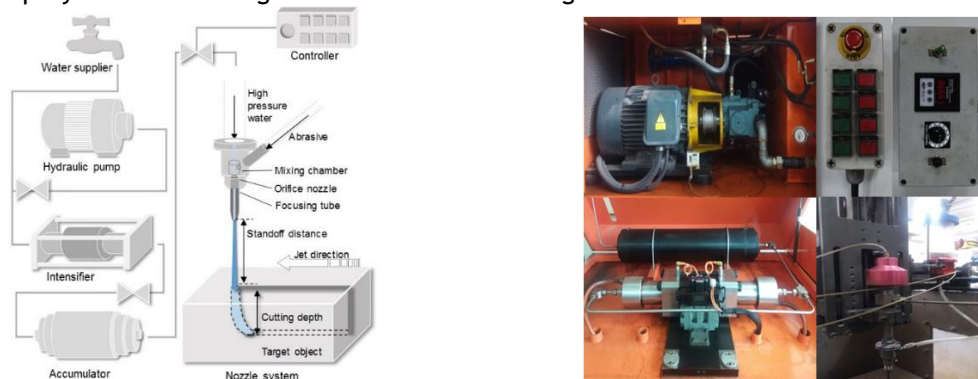 Water supplier
Controller
High
pressure
water
Abrasive
Hydraulic pump
Mixing chamber
Orifice nozzle
Focusing tube
Standoff distance
Jet direction
Intensifier
Cutting depth
Target object
Accumulator
Nozzle system